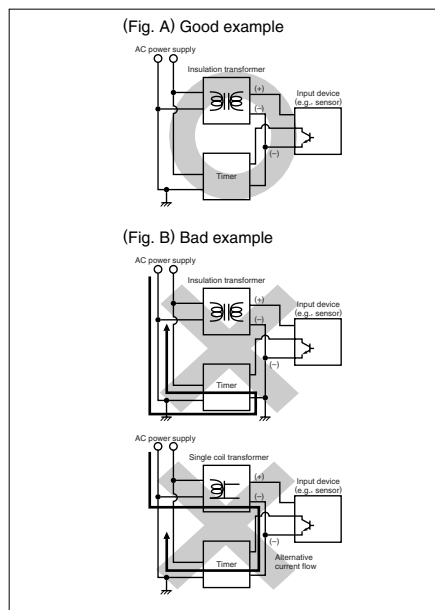 (Fig. A) Good example
AC power supply
Insulation transformer
(+)
Input device
(e.g., sensor)
(−)
(−)
Timer
(Fig. B) Bad example
AC power supply
Insulation transformer
(+)
Input device
(e.g., sensor)
(−)
(−)
Timer
AC power supply
Single coil transformer
(+)
Input device
(e.g., sensor)
(−)
(−)
Timer
Alternative
current flow